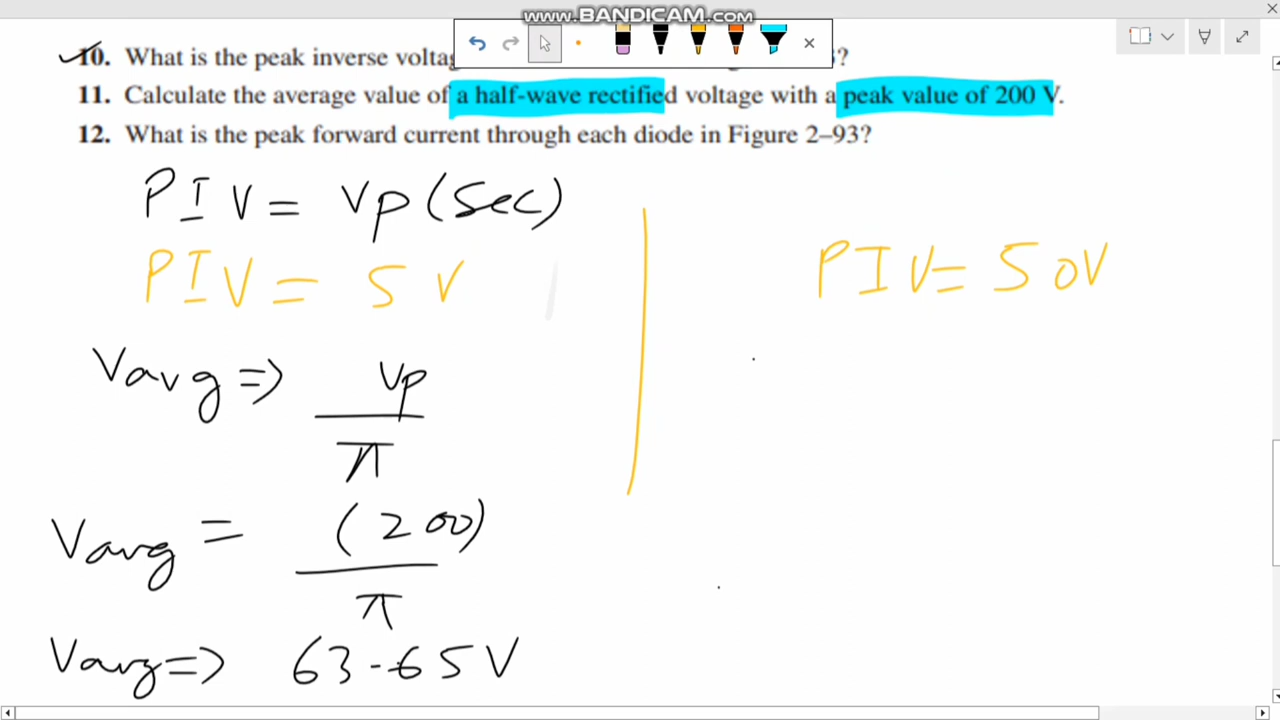 www.BANDICAM.com
10. What is the peak inverse ?
11. Calculate the average value of a half-wave rectified voltage with a peak value of 200 V.
12. What is the peak forward current through each diode in Figure 2–93?
PIV = Vp(Sec)
PIV = 5 V
PIV = 50V
Vavg => Vp
π
Vavg = (200)
π
Vavg => 63.65 V